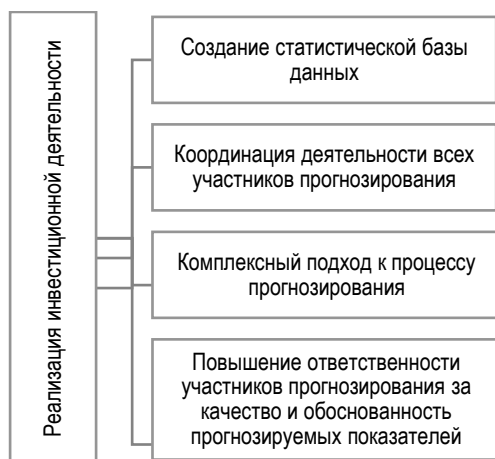 Реализация инвестиционной деятельности
Создание статистической базы
данных
Координация деятельности всех
участников прогнозирования
Комплексный подход к процессу
прогнозирования
Повышение ответственности
участников прогнозирования за
качество и обоснованность
прогнозируемых показателей